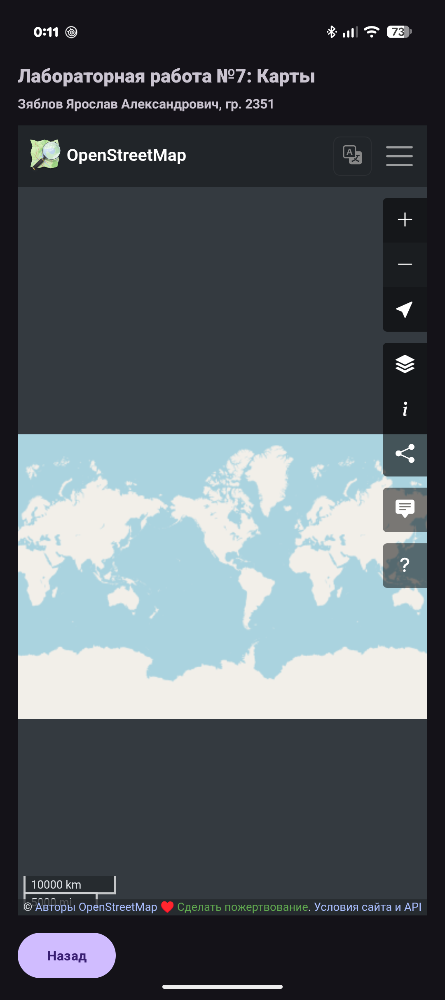 0:11
73
Лабораторная работа №7: Карты
Зяблов Ярослав Александрович, гр. 2351
OpenStreetMap
i
?
10000 km
5000 mi
© Авторы OpenStreetMap ❤️ Сделать пожертвование. Условия сайта и API
Назад